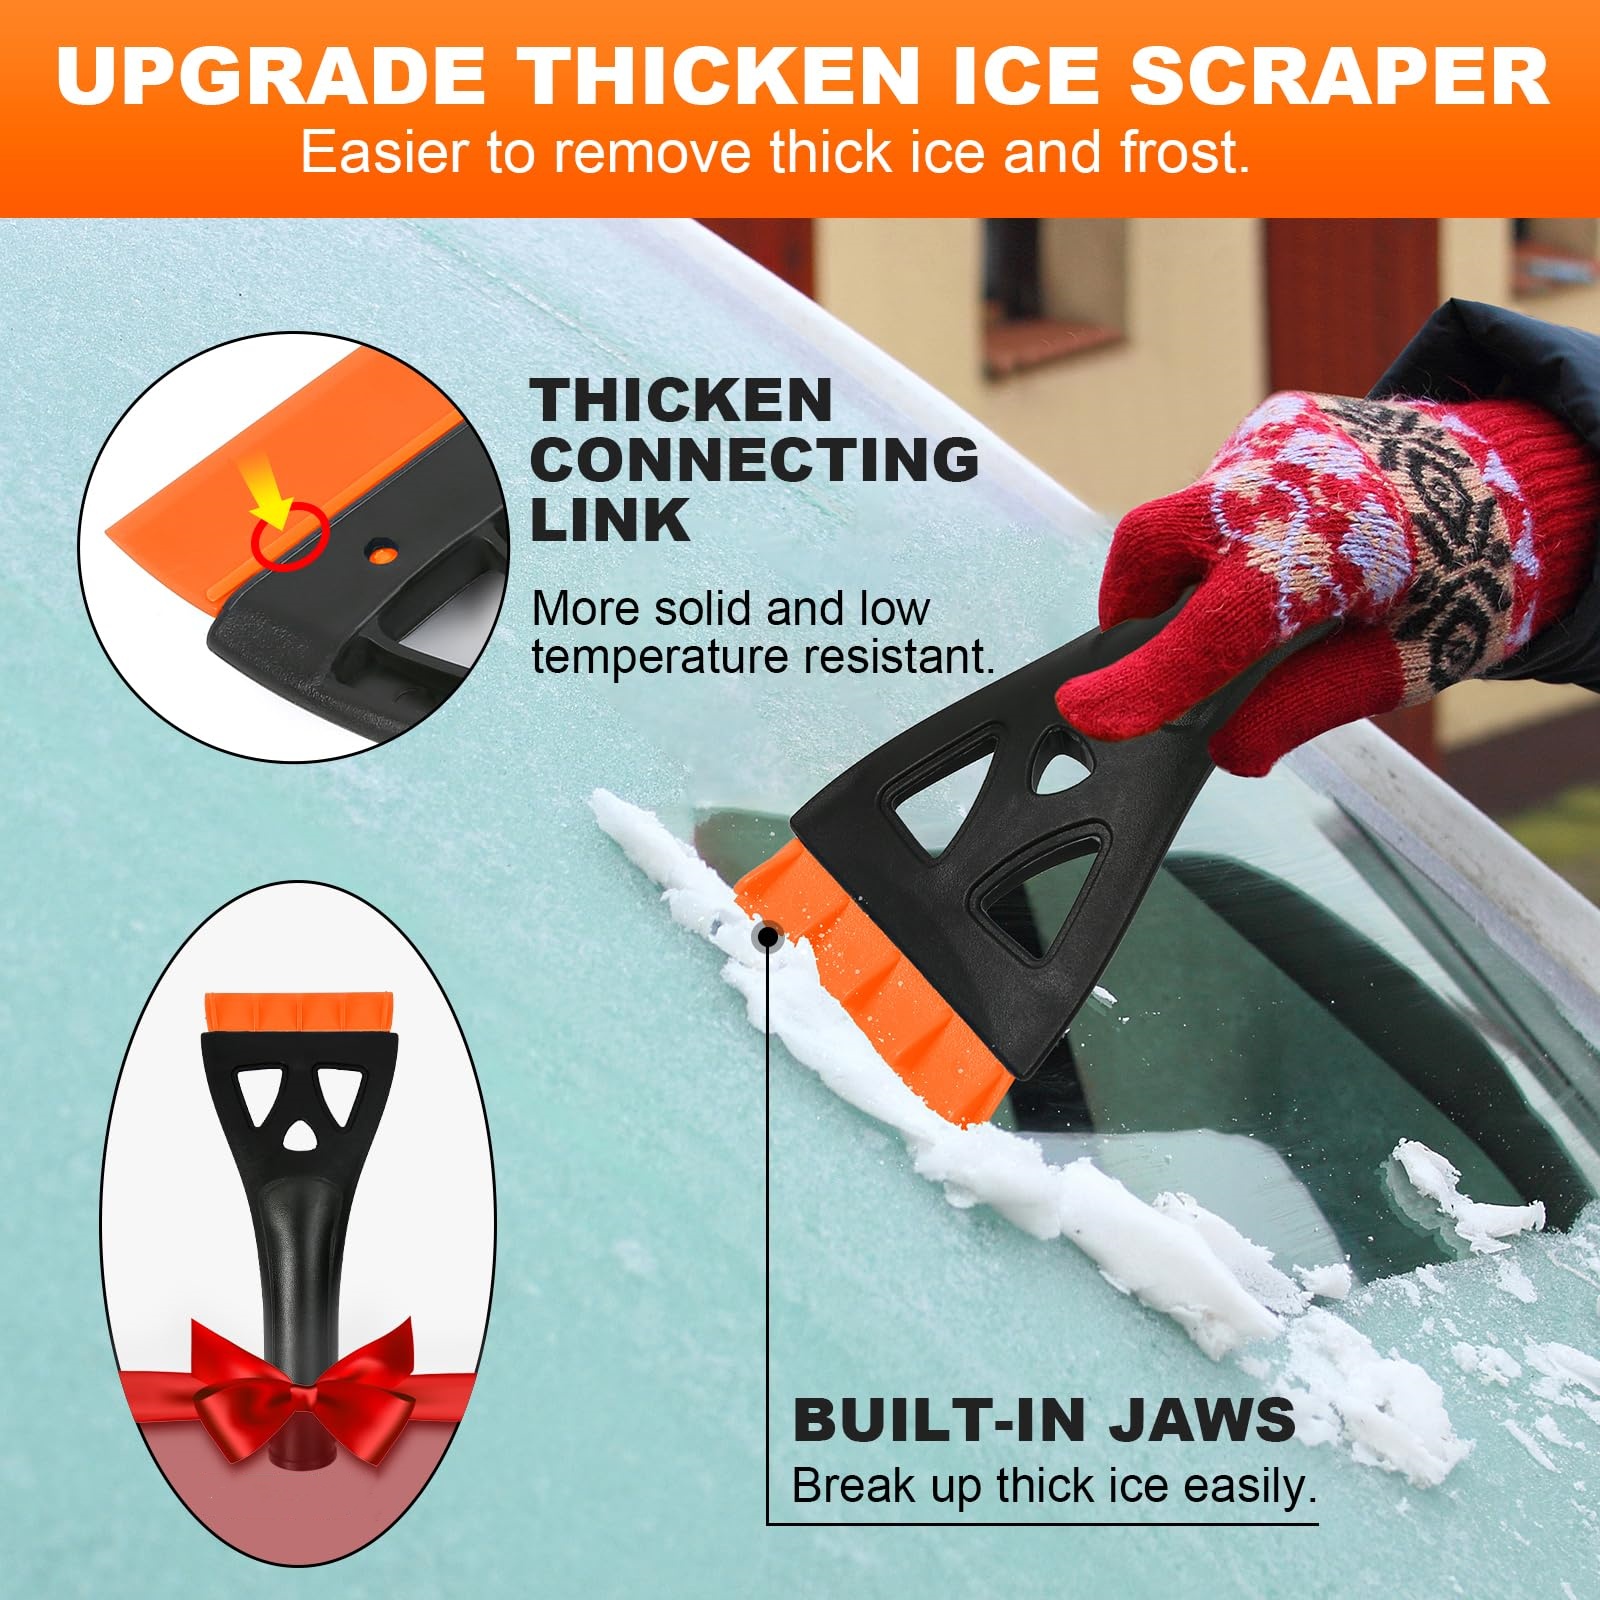 UPGRADE THICKEN ICE SCRAPER
Easier to remove thick ice and frost.
THICKEN
CONNECTING
LINK
More solid and low
temperature resistant.
BUILT-IN JAWS
Break up thick ice easily.